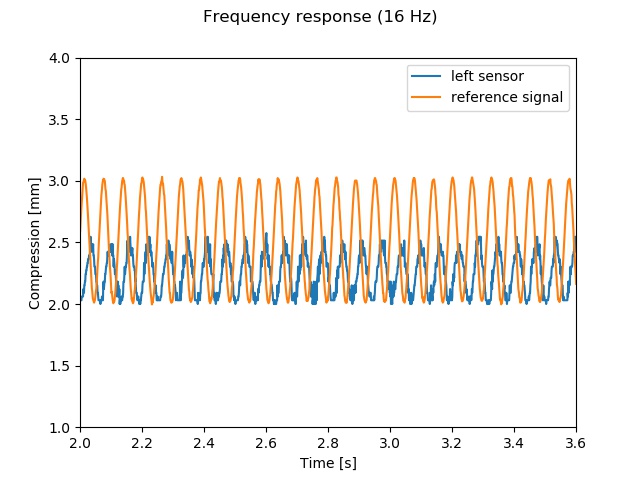 Frequency response (16 Hz)
4.0
left sensor
reference signal
3.5
3.0
2.5
2.0
1.5
1.0
Compression [mm]
2.0 2.2 2.4 2.6 2.8 3.0 3.2 3.4 3.6
Time [s]